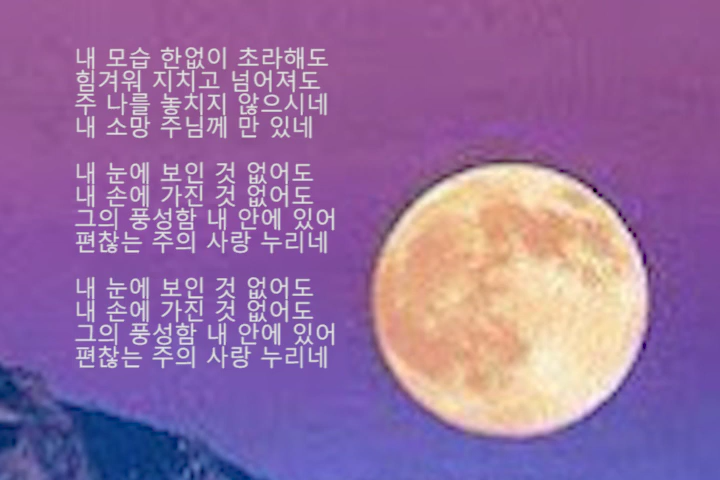 내 모습 한없이 초라해도
힘겨워 지치고 넘어져도
주 나를 놓치지 않으시네
내 소망 주님께 만 있네
내 눈에 보인 것 없어도
내 손에 가진 것 없어도
그의 풍성함 내 안에 있어
편찮는 주의 사랑 누리네
내 눈에 보인 것 없어도
내 손에 가진 것 없어도
그의 풍성함 내 안에 있어
편찮는 주의 사랑 누리네